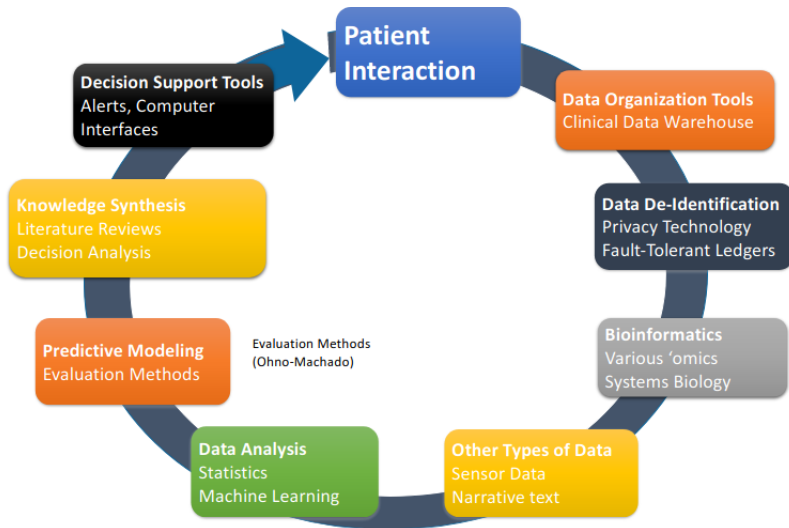 Patient
Interaction
Data Organization Tools
Clinical Data Warehouse
Data De-Identification
Privacy Technology
Fault-Tolerant Ledgers
Bioinformatics
Various ‘omics
Systems Biology
Other Types of Data
Sensor Data
Narrative text
Data Analysis
Statistics
Machine Learning
Predictive Modeling
Evaluation Methods
Evaluation Methods
(Ohno-Machado)
Knowledge Synthesis
Literature Reviews
Decision Analysis
Decision Support Tools
Alerts, Computer
Interfaces